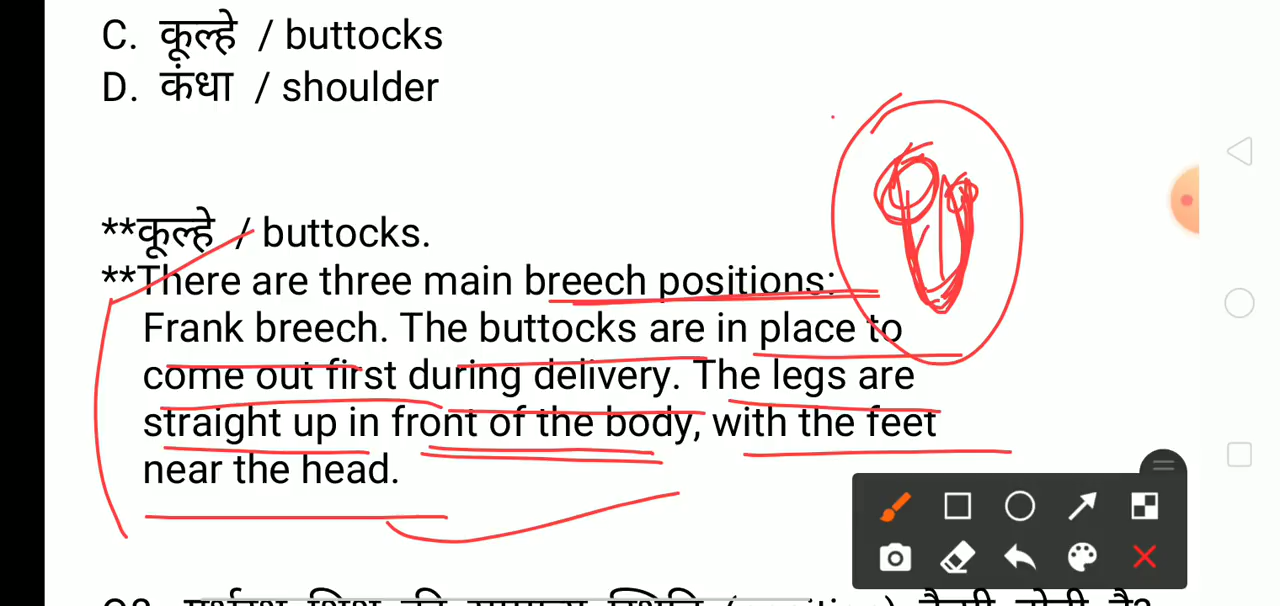 C. कूल्हे / buttocks
D. कंधा / shoulder
**कूल्हे / buttocks.
**There are three main breech positions:
Frank breech. The buttocks are in place to
come out first during delivery. The legs are
straight up in front of the body, with the feet
near the head.